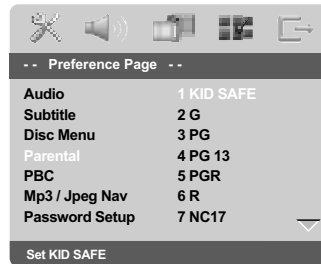 - - Preference Page - -
Audio 1 KID SAFE
Subtitle 2 G
Disc Menu 3 PG
Parental 4 PG 13
PBC 5 PGR
Mp3 / Jpeg Nav 6 R
Password Setup 7 NC17
Set KID SAFE